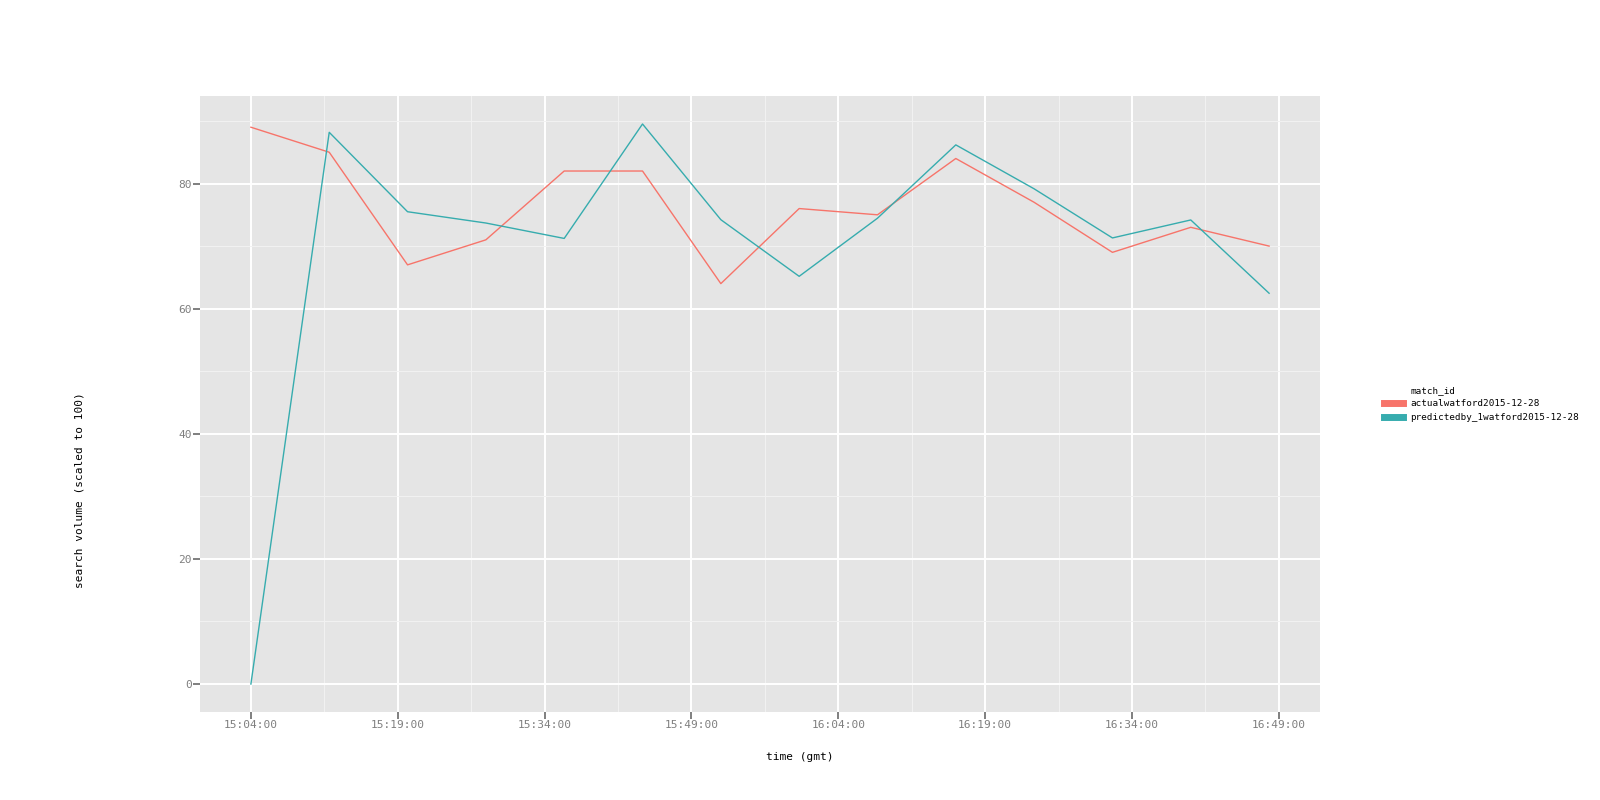 80
60
40
20
0
search volume (scaled to 100)
15:04:00
15:19:00
15:34:00
15:49:00
16:04:00
16:19:00
16:34:00
16:49:00
time (gmt)
match_id
actualwatford2015-12-28
predictedby_1watford2015-12-28